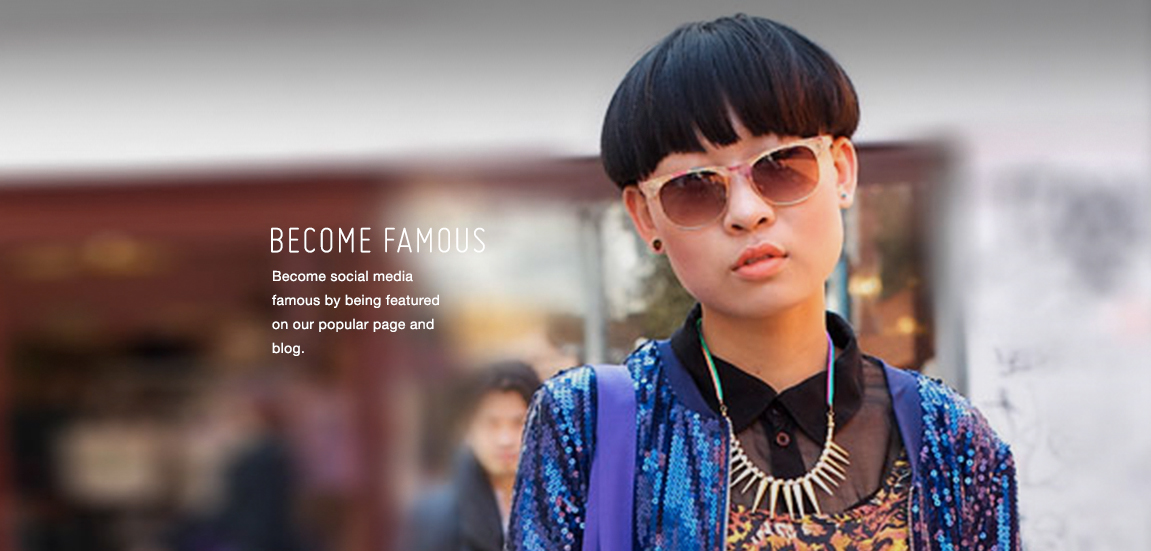 BECOME FAMOUS
Become social media
famous by being featured
on our popular page and
blog.